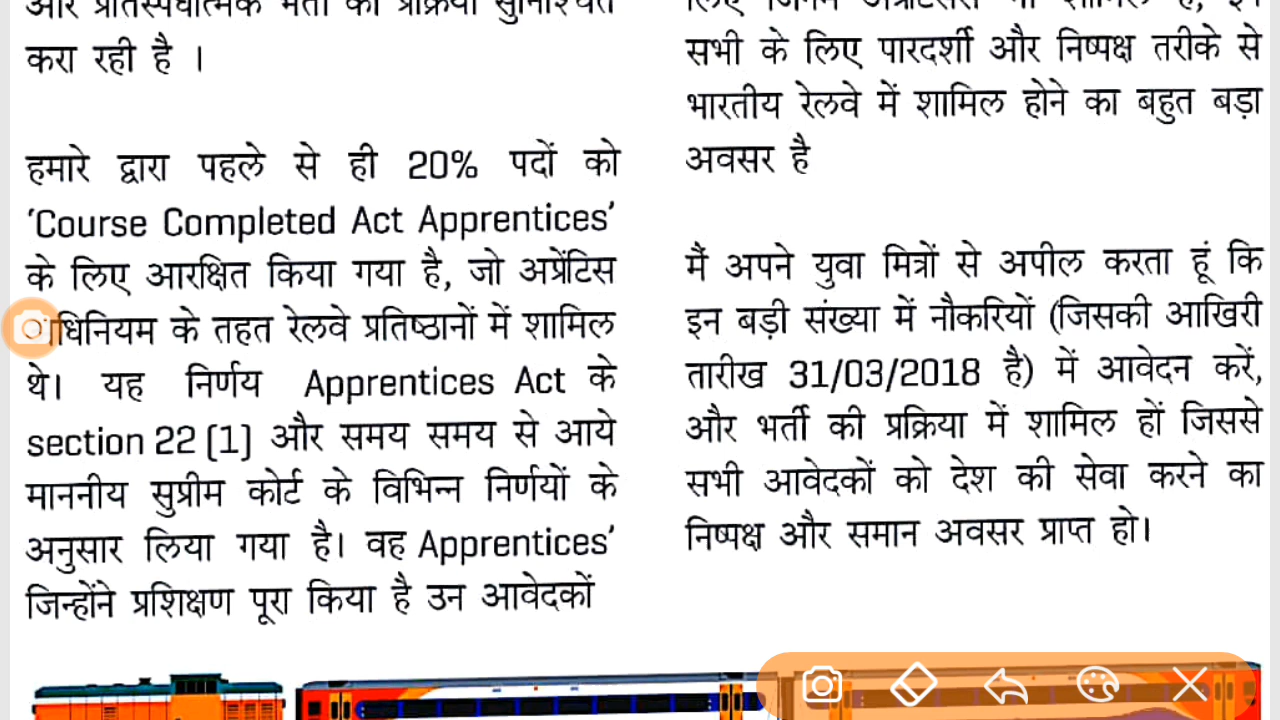 करा रही है ।
हमारे द्वारा पहले से ही 20% पदों को
‘Course Completed Act Apprentices’
के लिए आरक्षित किया गया है, जो अप्रेंटिस
धिनियम के तहत रेलवे प्रतिष्ठानों में शामिल
थे। यह निर्णय Apprentices Act के
section 22 (1) और समय समय से आये
माननीय सुप्रीम कोर्ट के विभिन्न निर्णयों के
अनुसार लिया गया है। वह Apprentices’
जिन्होंने प्रशिक्षण पूरा किया है उन आवेदकों
सभी के लिए पारदर्शी और निष्पक्ष तरीके से
भारतीय रेलवे में शामिल होने का बहुत बड़ा
अवसर है
मैं अपने युवा मित्रों से अपील करता हूं कि
इन बड़ी संख्या में नौकरियों (जिसकी आखिरी
तारीख 31/03/2018 है) में आवेदन करें,
और भर्ती की प्रक्रिया में शामिल हों जिससे
सभी आवेदकों को देश की सेवा करने का
निष्पक्ष और समान अवसर प्राप्त हो।